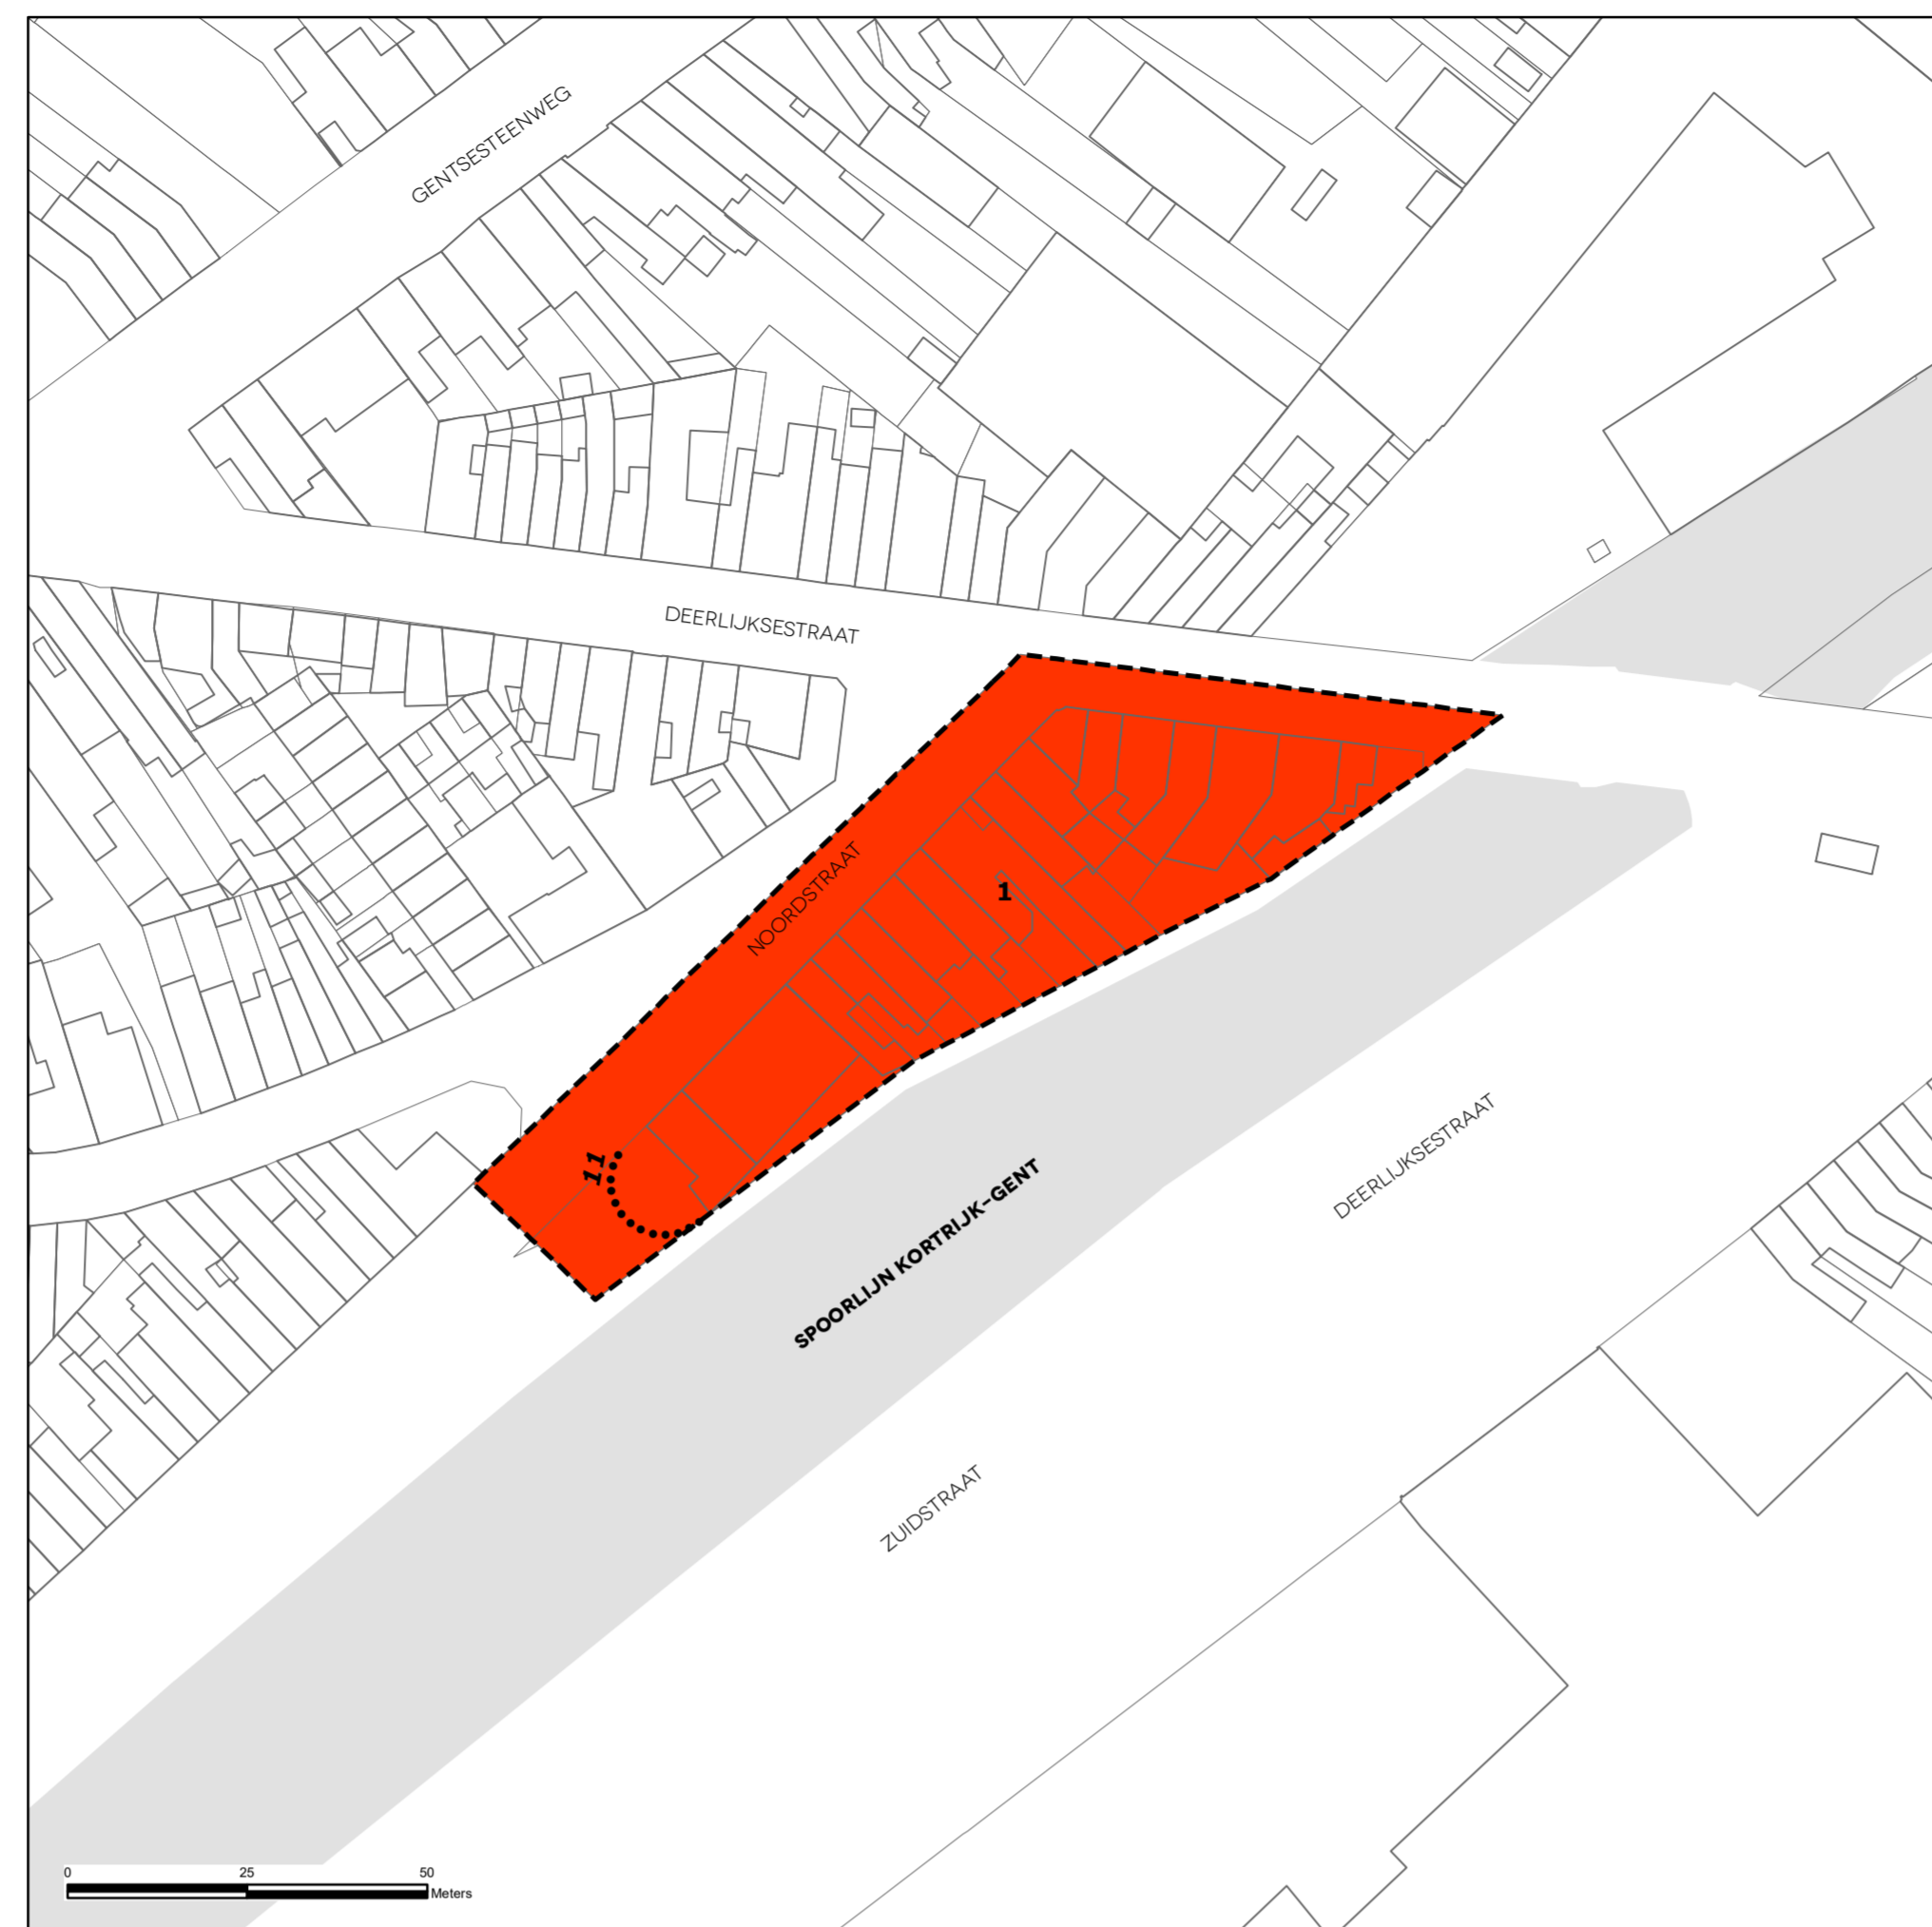 GENTSESTEENWEG
DEERLIJKSESTRAAT
NOORDSTRAAT
1
11
DEERLIJKSESTRAAT
SPOORLIJN KORTRIJK-GENT
ZUIDSTRAAT
0 25 50
Meters